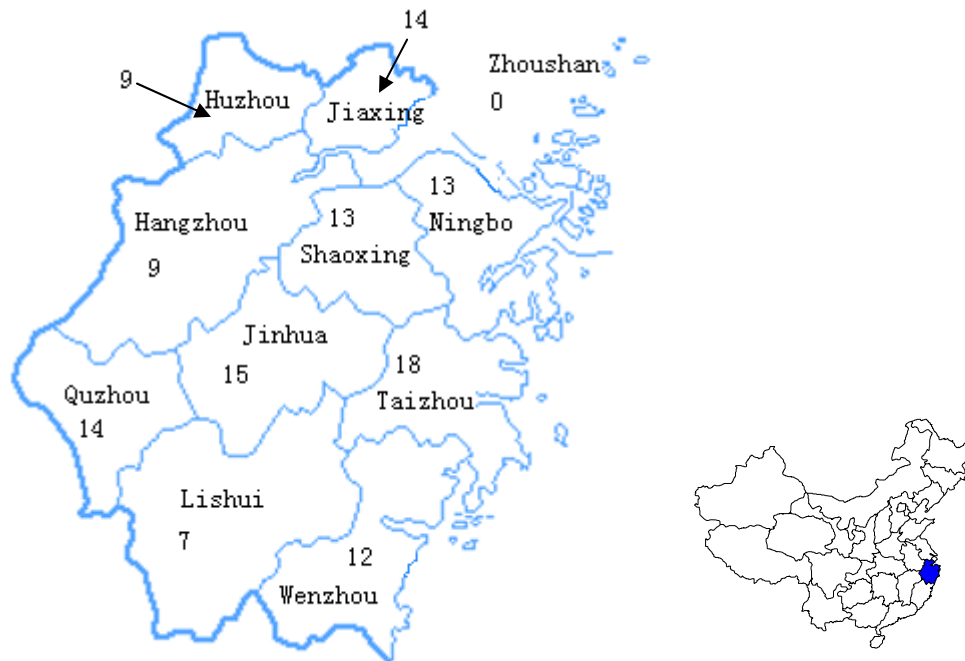 14
9
Huzhou
Jiaxing
Zhoushan
0
13
Ningbo
13
Shaoxing
Hangzhou
9
Jinhua
15
18
Taizhou
Quzhou
14
Lishui
7
12
Wenzhou